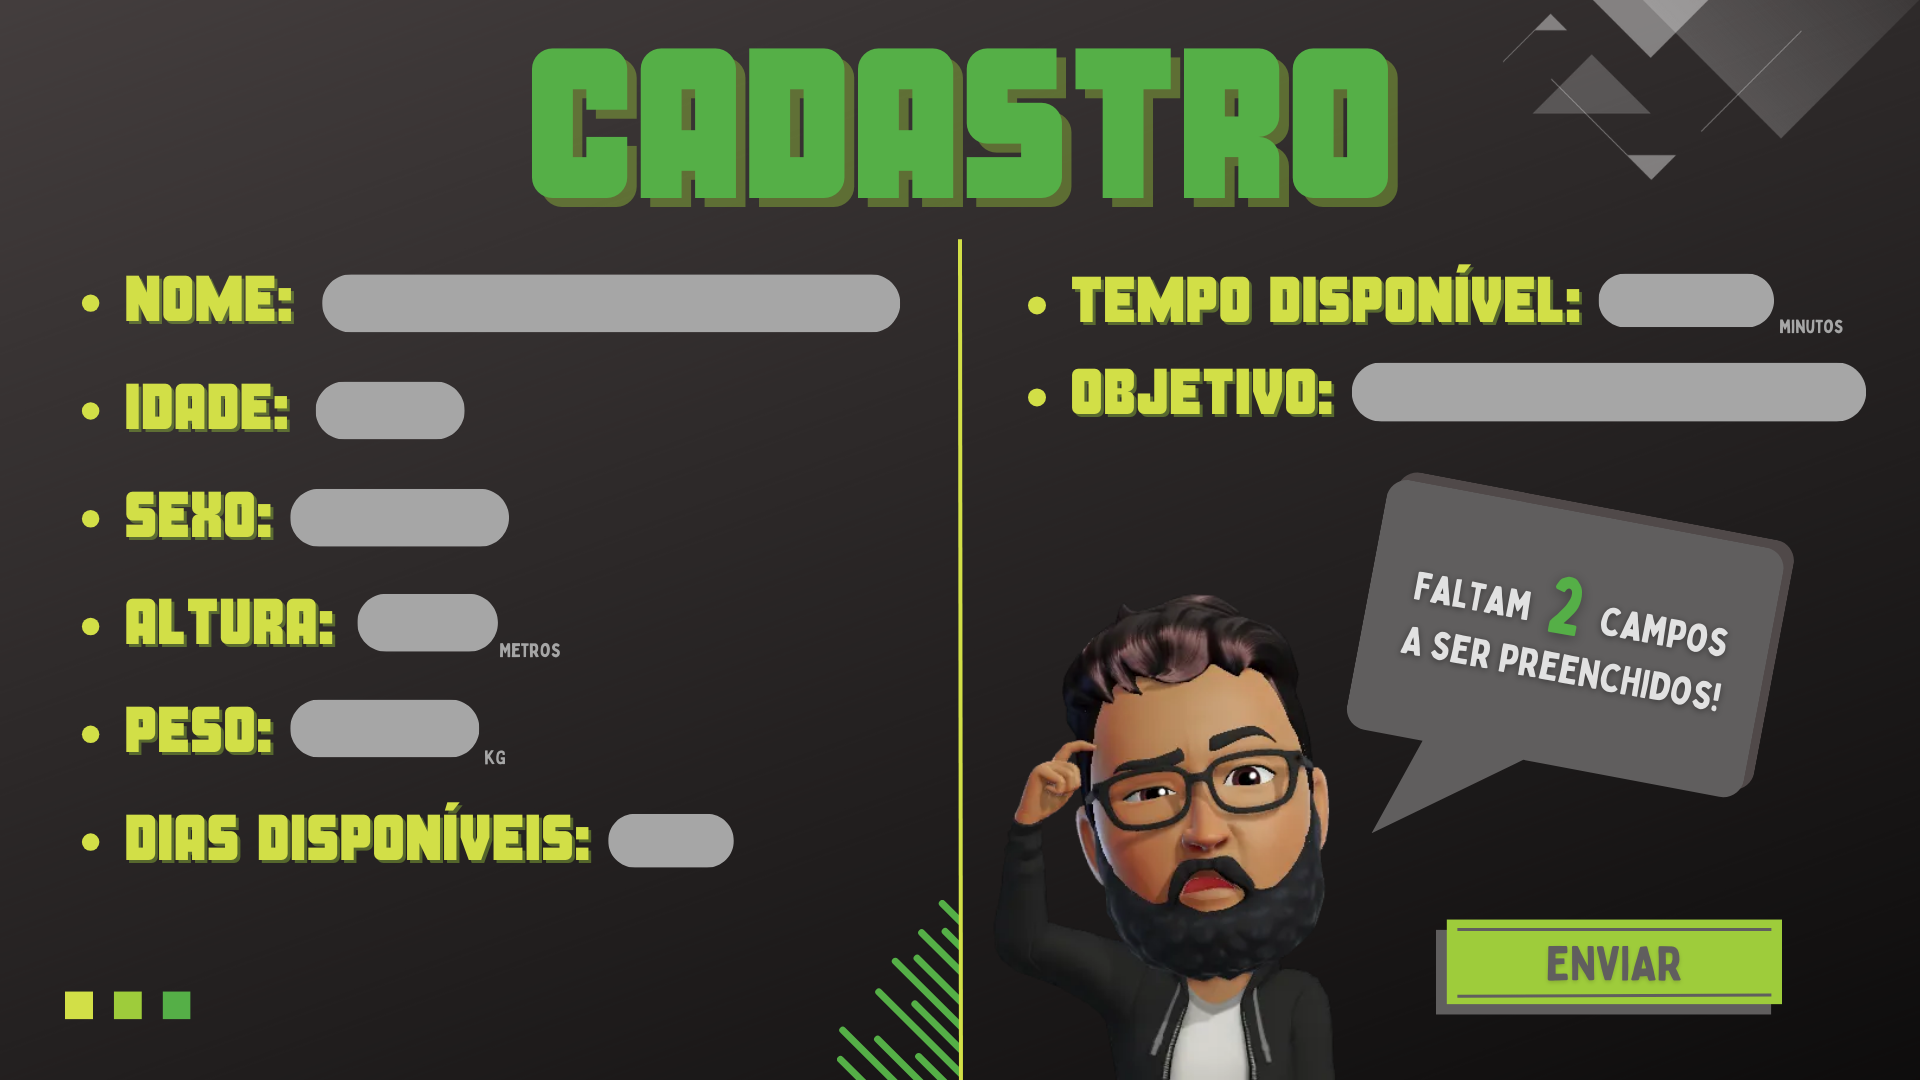 CADASTRO
NOME:
IDADE:
SEXO:
ALTURA:
METROS
PESO:
KG
DIAS DISPONÍVEIS:
TEMPO DISPONÍVEL:
MINUTOS
OBJETIVO:
FALTAM 2 CAMPOS
A SER PREENCHIDOS!
ENVIAR